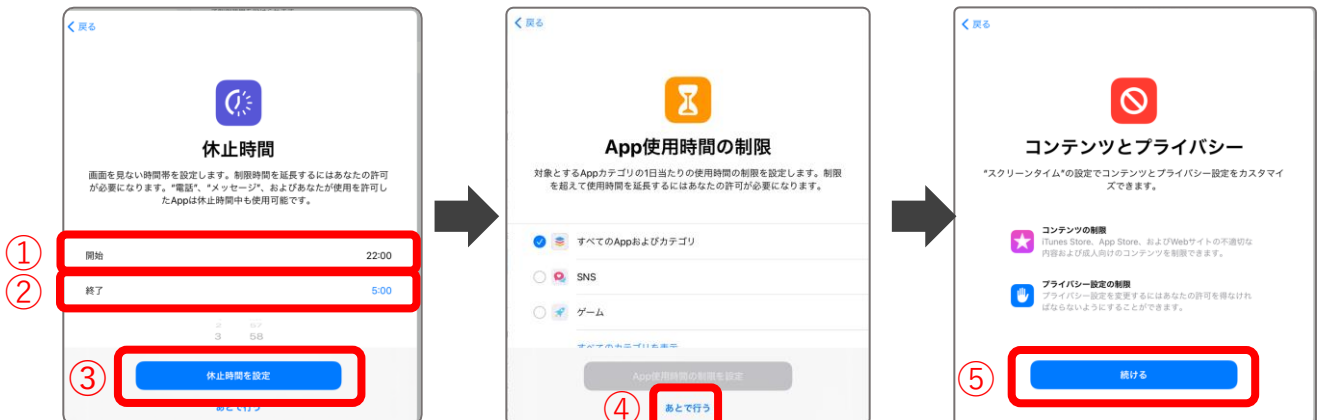 戻る
休止時間
画面を見ない時間帯を設定します。制限時間を延長するにはあなたの許可
が必要になります。"電話"、"メッセージ"、およびあなたが使用を許可し
たAppは休止時間中も使用可能です。
① 開始 22:00
② 終了 5:00
3 58
③ 休止時間を設定
あとで行う
戻る
App使用時間の制限
対象とするAppカテゴリの1日当たりの使用時間の制限を設定します。制限
を超えて使用時間を延長するにはあなたの許可が必要になります。
すべてのAppおよびカテゴリ
SNS
ゲーム
すべてのカテゴリを表示
App使用時間の制限を設定
④ あとで行う
戻る
コンテンツとプライバシー
"スクリーンタイム"の設定でコンテンツとプライバシー設定をカスタマイ
ズできます。
コンテンツの制限
iTunes Store、App Store、およびWebサイトの不適切な
内容および成人向けのコンテンツを制限できます。
プライバシー設定の制限
プライバシー設定を変更するにはあなたの許可を得なけれ
ばならないようにすることができます。
⑤ 続ける